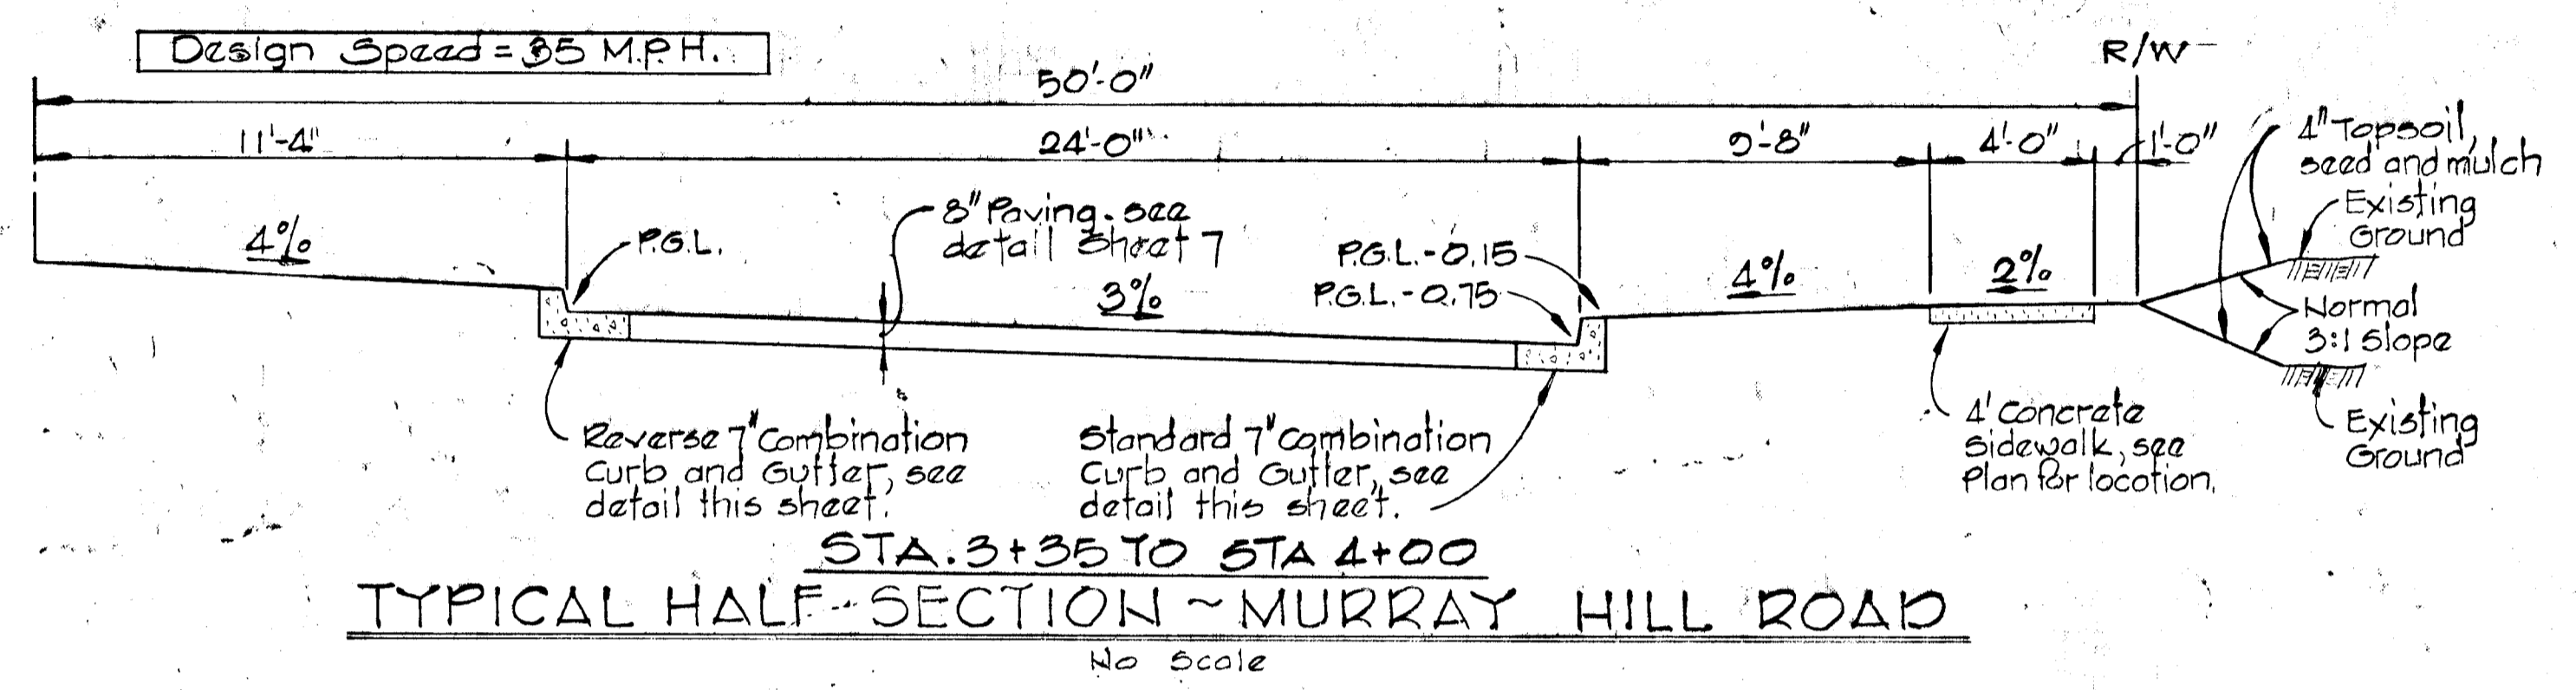 Design Speed = 35 M.P.H.
R/W
50'-0"
11'-4"
24'-0"
9'-8"
4'-0"
1'-0"
4" Topsoil,
seed and mulch
Existing
Ground
4%
P.G.L.
8" Paving. see
detail Sheet 7
3%
P.G.L.-0.15
P.G.L.-0.75
4%
2%
Normal
3:1 Slope
Reverse 7" Combination
Curb and Gutter, see
detail this sheet.
Standard 7" Combination
Curb and Gutter, see
detail this sheet.
4' Concrete
Sidewalk, see
Plan for location.
Existing
Ground
STA. 3+35 TO STA 4+00
TYPICAL HALF-SECTION ~ MURRAY HILL ROAD
No Scale